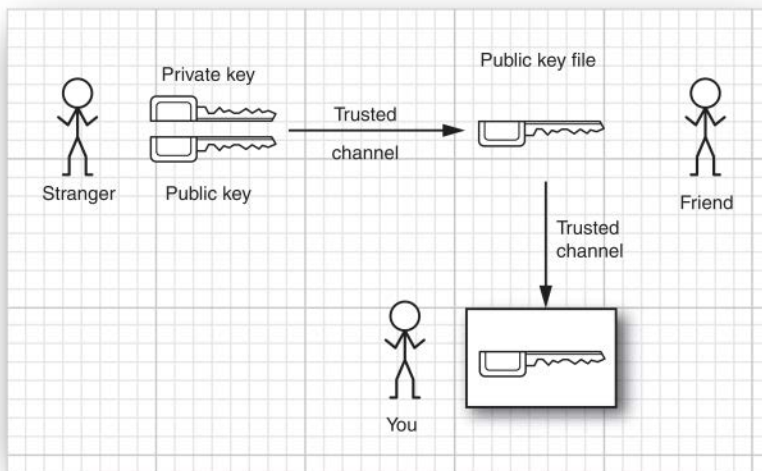 Private key
Public key file
Trusted
channel
Stranger
Public key
Friend
Trusted
channel
You